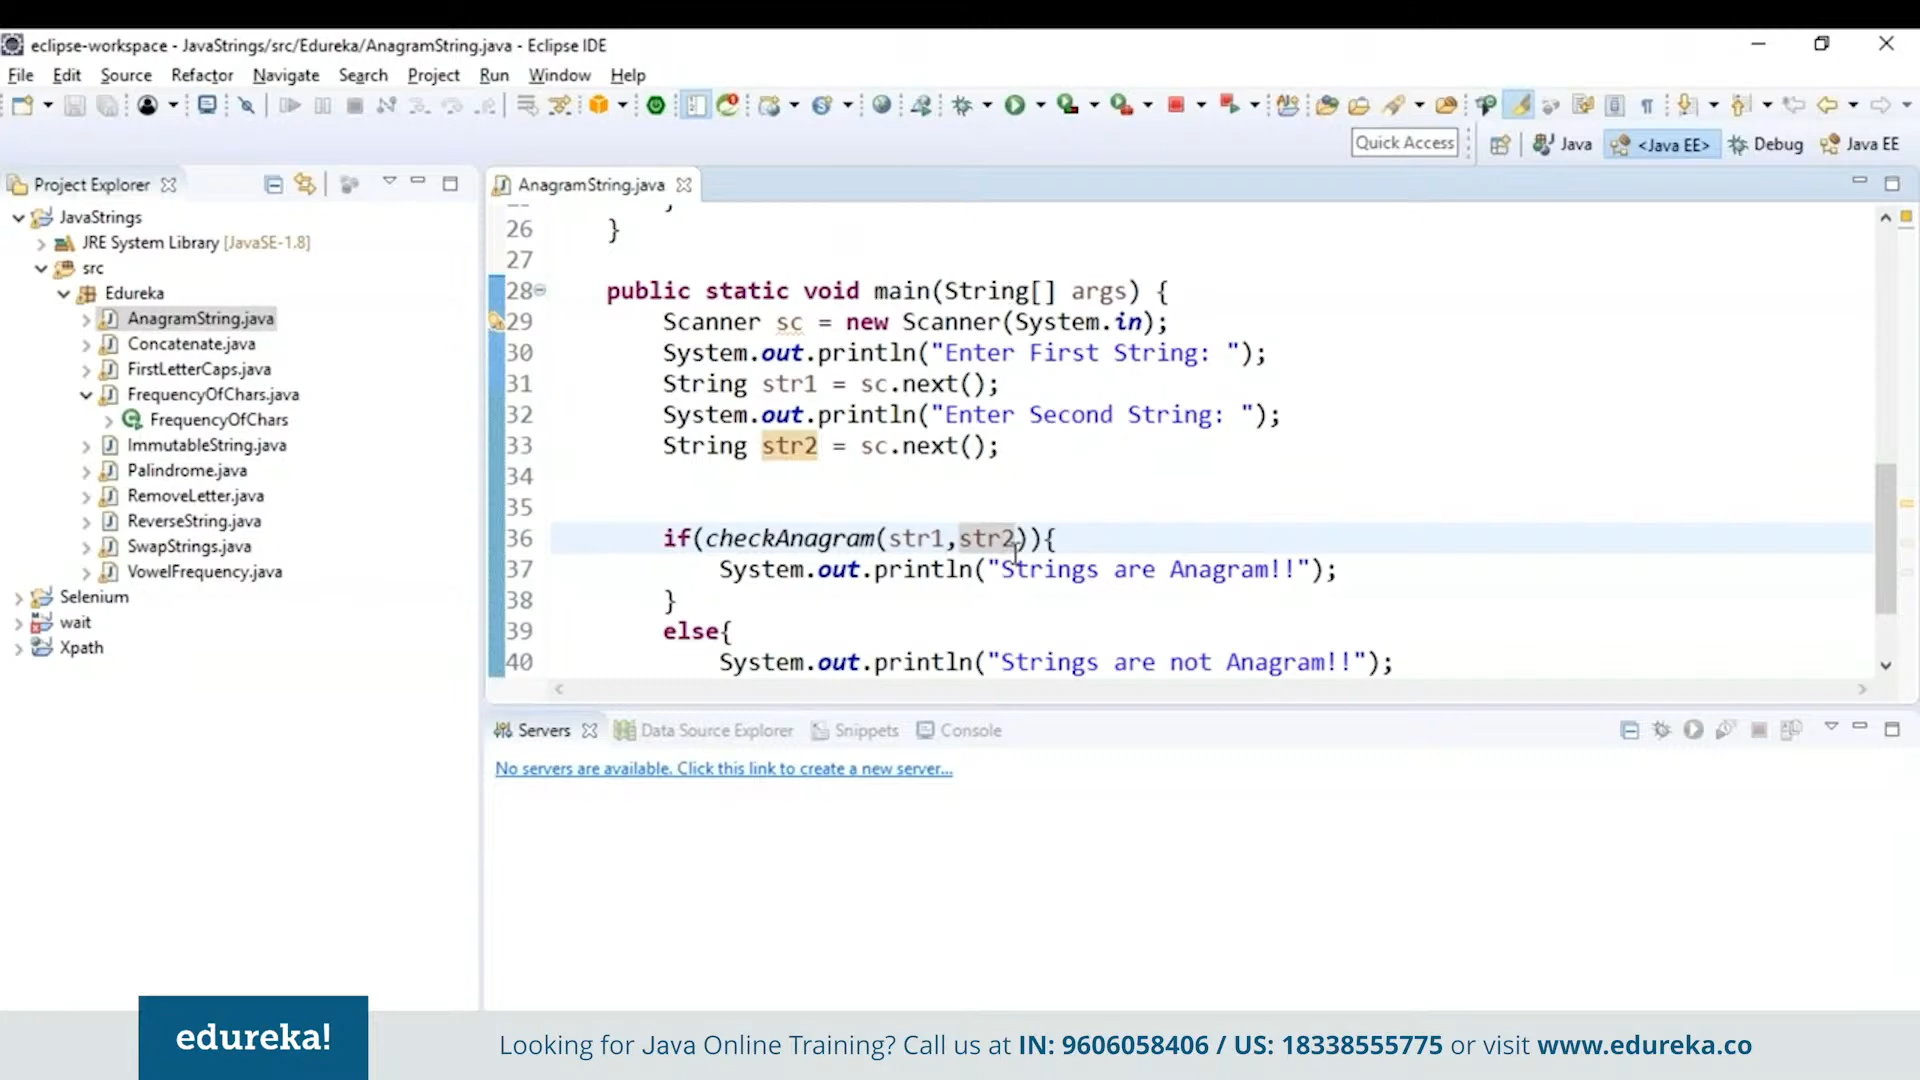 eclipse-workspace - JavaStrings/src/Edureka/AnagramString.java - Eclipse IDE
File Edit Source Refactor Navigate Search Project Run Window Help
Quick Access
Java
<Java EE>
Debug
Java EE
Project Explorer
JavaStrings
JRE System Library [JavaSE-1.8]
src
Edureka
AnagramString.java
Concatenate.java
FirstLetterCaps.java
FrequencyOfChars.java
FrequencyOfChars
ImmutableString.java
Palindrome.java
RemoveLetter.java
ReverseString.java
SwapStrings.java
VowelFrequency.java
Selenium
wait
Xpath
AnagramString.java
26 }
27
28 public static void main(String[] args) {
29 Scanner sc = new Scanner(System.in);
30 System.out.println("Enter First String: ");
31 String str1 = sc.next();
32 System.out.println("Enter Second String: ");
33 String str2 = sc.next();
34
35
36 if(checkAnagram(str1,str2)){
37 System.out.println("Strings are Anagram!!");
38 }
39 else{
40 System.out.println("Strings are not Anagram!!");
Servers Data Source Explorer Snippets Console
No servers are available. Click this link to create a new server...
edureka!
Looking for Java Online Training? Call us at IN: 9606058406 / US: 18338555775 or visit www.edureka.co